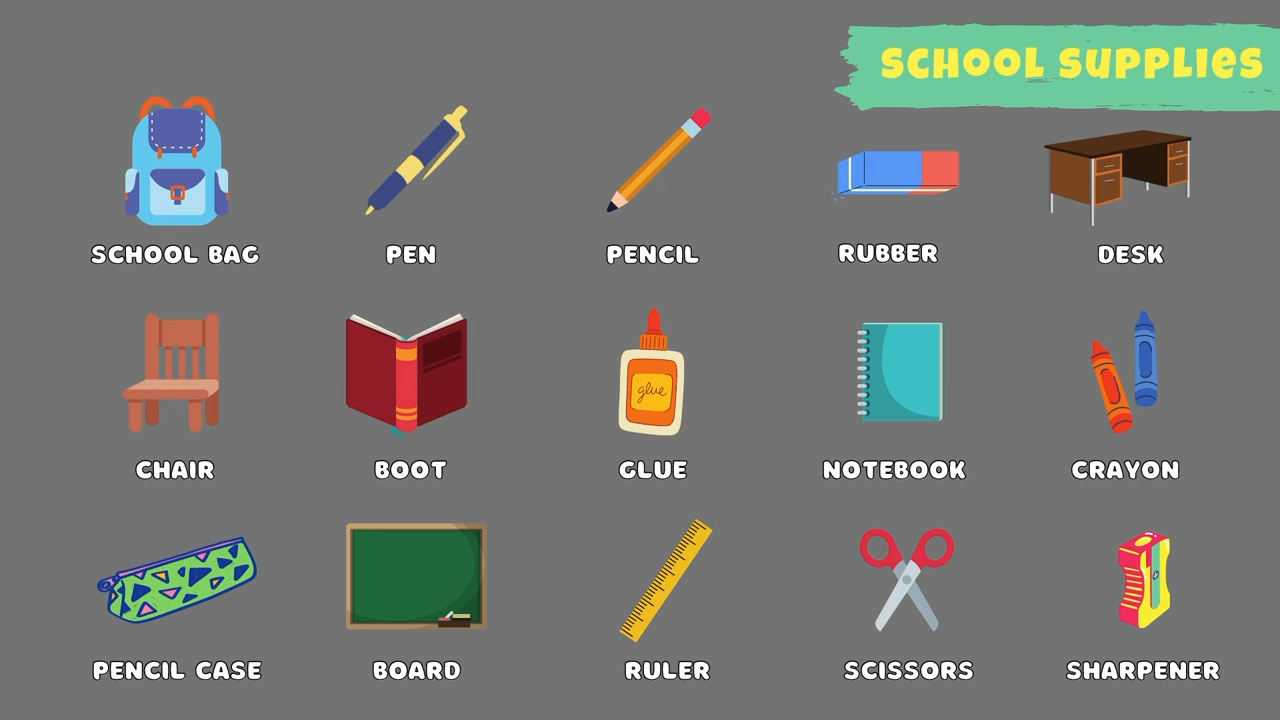 SCHOOL SUPPLIES
SCHOOL BAG
PEN
PENCIL
RUBBER
DESK
glue
CHAIR
BOOT
GLUE
NOTEBOOK
CRAYON
PENCIL CASE
BOARD
RULER
SCISSORS
SHARPENER